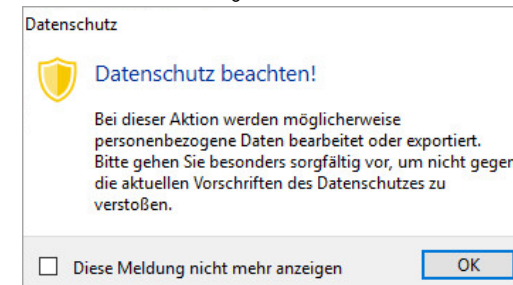 Datenschutz
Datenschutz beachten!
Bei dieser Aktion werden möglicherweise
personenbezogene Daten bearbeitet oder exportiert.
Bitte gehen Sie besonders sorgfältig vor, um nicht gegen
die aktuellen Vorschriften des Datenschutzes zu
verstoßen.
Diese Meldung nicht mehr anzeigen
OK